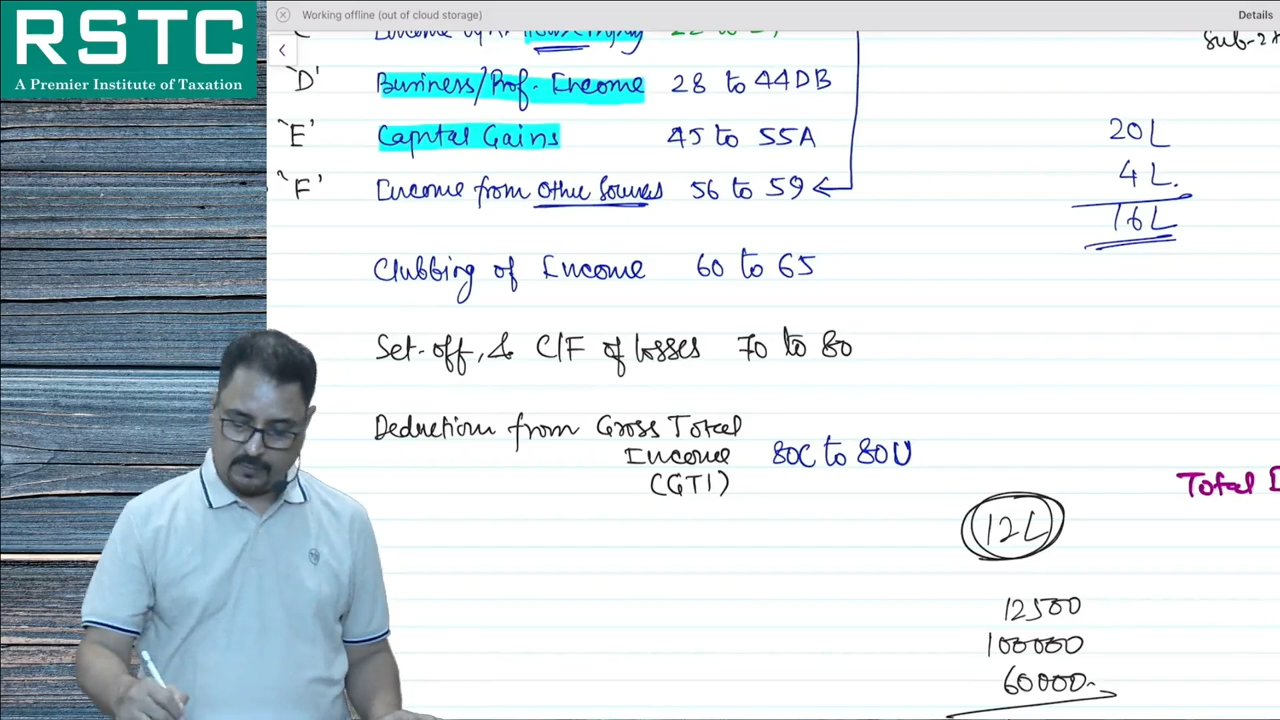 Working offline (out of cloud storage)
Details
RSTC
A Premier Institute of Taxation
'D' Business/Prof. Income 28 to 44DB
'E' Capital Gains 45 to 55A
'F' Income from Other Sources 56 to 59
Clubbing of Income 60 to 65
Set-off, & C/F of losses 70 to 80
Deduction from Gross Total
Income 80C to 80U
(GTI)
20L
4L.
16L
Total
12L
12500
100000
60000